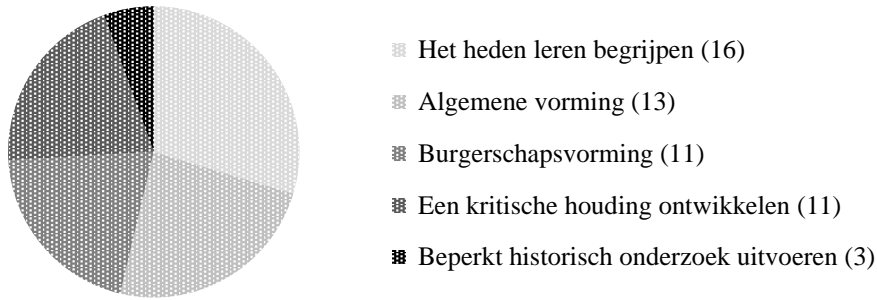 Het heden leren begrijpen (16)
Algemene vorming (13)
Burgerschapsvorming (11)
Een kritische houding ontwikkelen (11)
Beperkt historisch onderzoek uitvoeren (3)